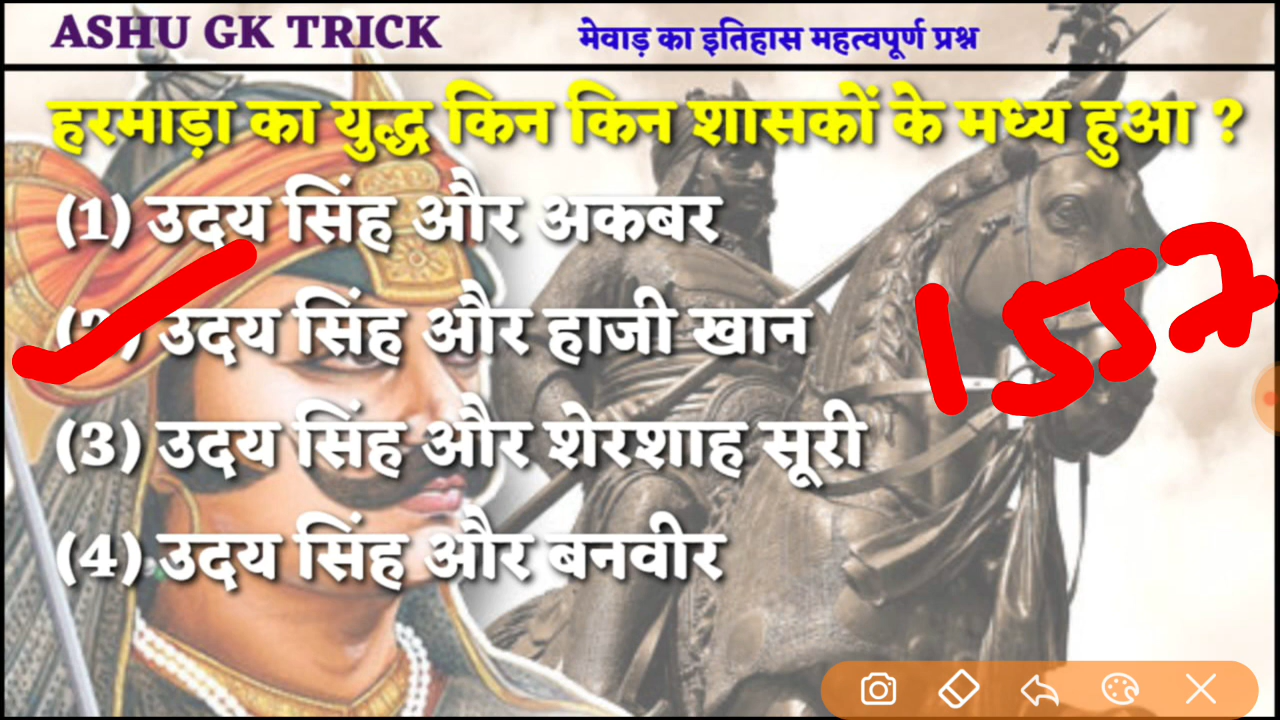 ASHU GK TRICK
मेवाड़ का इतिहास महत्वपूर्ण प्रश्न
हरमाड़ा का युद्ध किन किन शासकों के मध्य हुआ ?
(1) उदय सिंह और अकबर
(2) उदय सिंह और हाजी खान
1557
(3) उदय सिंह और शेरशाह सूरी
(4) उदय सिंह और बनवीर